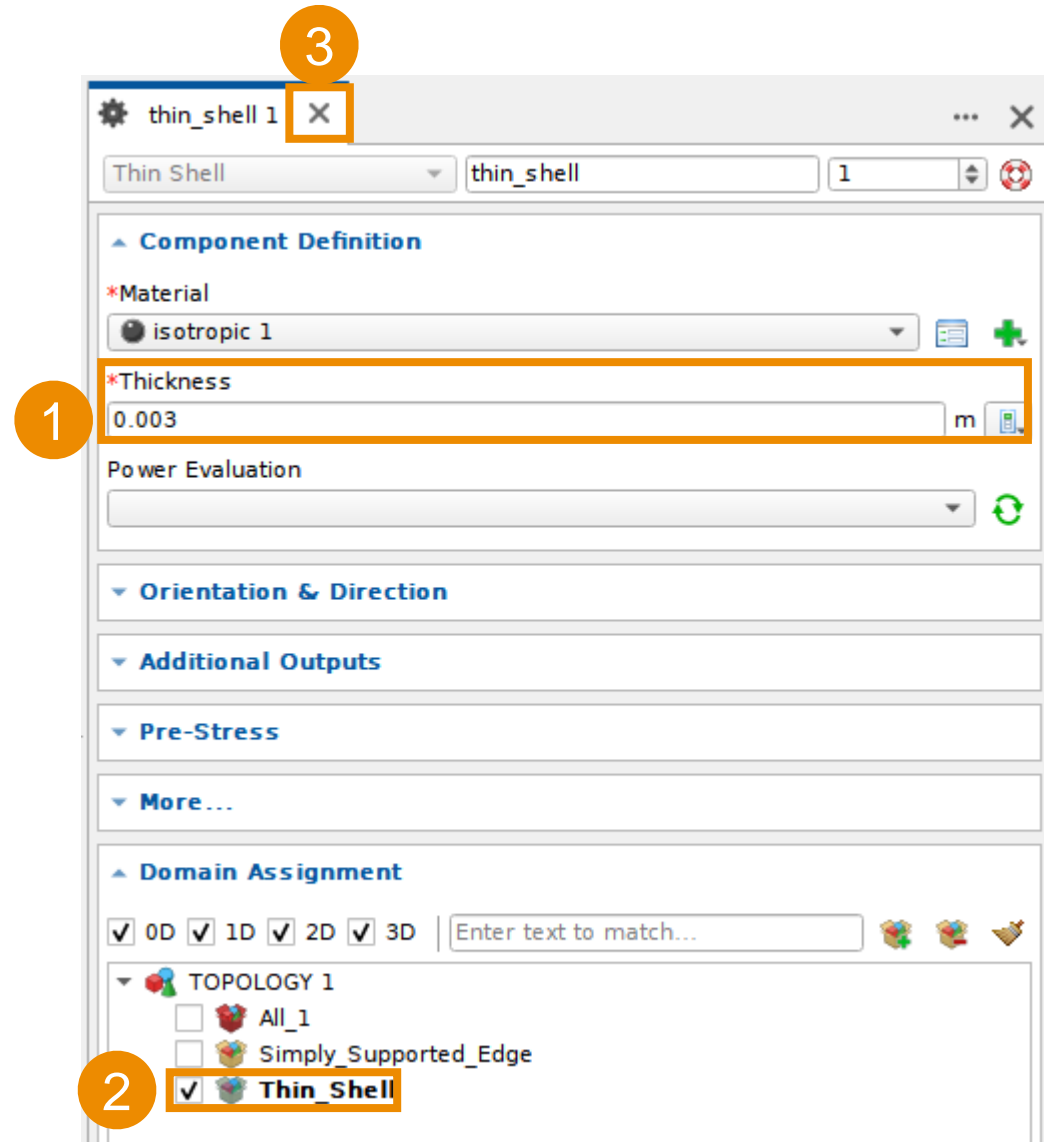 3
thin_shell 1
Thin Shell thin_shell 1
Component Definition
*Material
isotropic 1
*Thickness
1
0.003 m
Power Evaluation
Orientation & Direction
Additional Outputs
Pre-Stress
More...
Domain Assignment
0D 1D 2D 3D Enter text to match...
TOPOLOGY 1
All_1
Simply_Supported_Edge
2 Thin_Shell